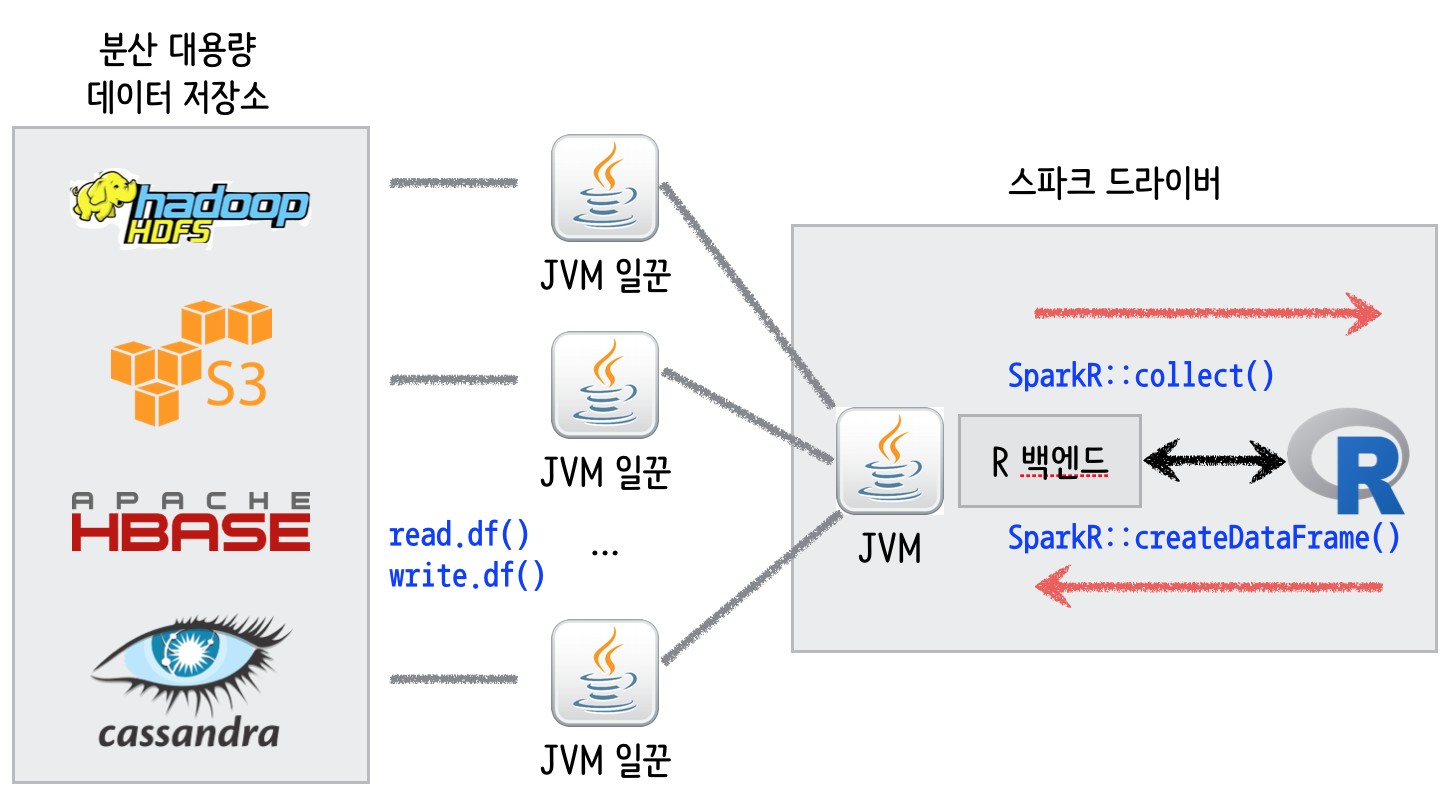 분산 대용량
데이터 저장소
hadoop
HDFS
S3
APACHE
HBASE
cassandra
JVM 일꾼
JVM 일꾼
read.df()
write.df()
...
JVM 일꾼
스파크 드라이버
SparkR::collect()
JVM
R 백엔드
R
SparkR::createDataFrame()